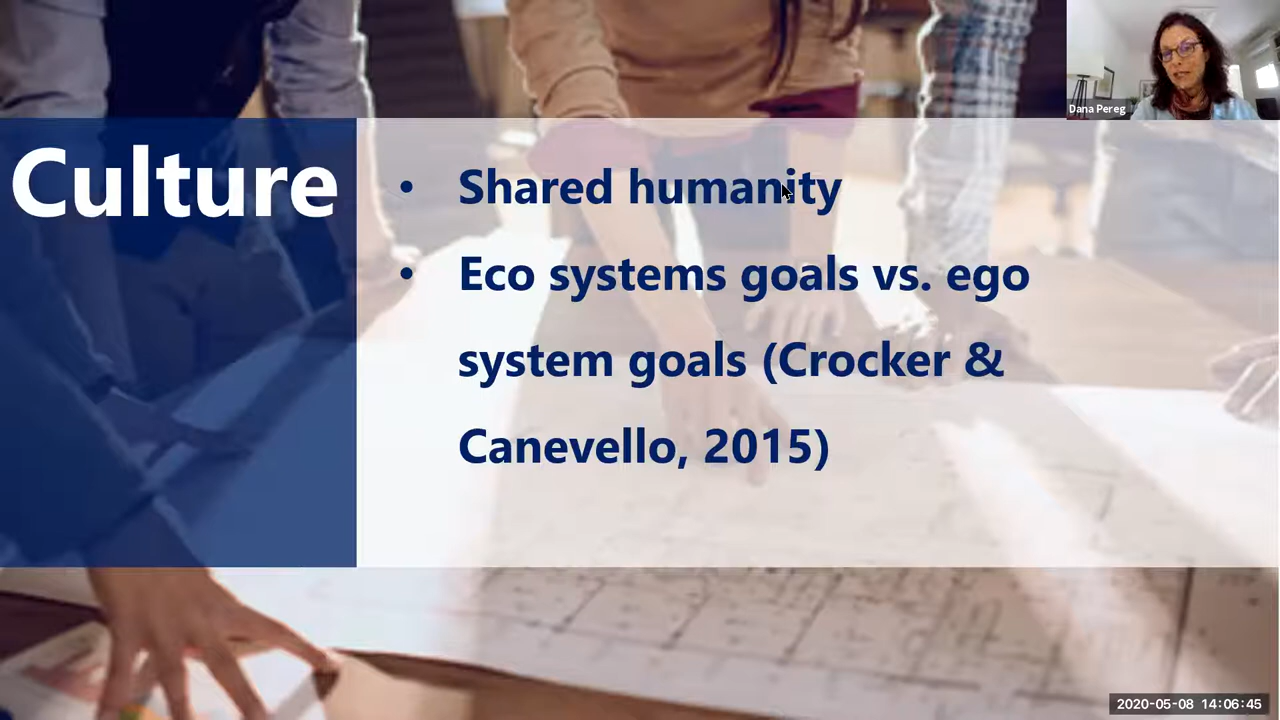 Dana Pereg
Culture
• Shared humanity
• Eco systems goals vs. ego
system goals (Crocker &
Canevello, 2015)
2020-05-08 14:06:45